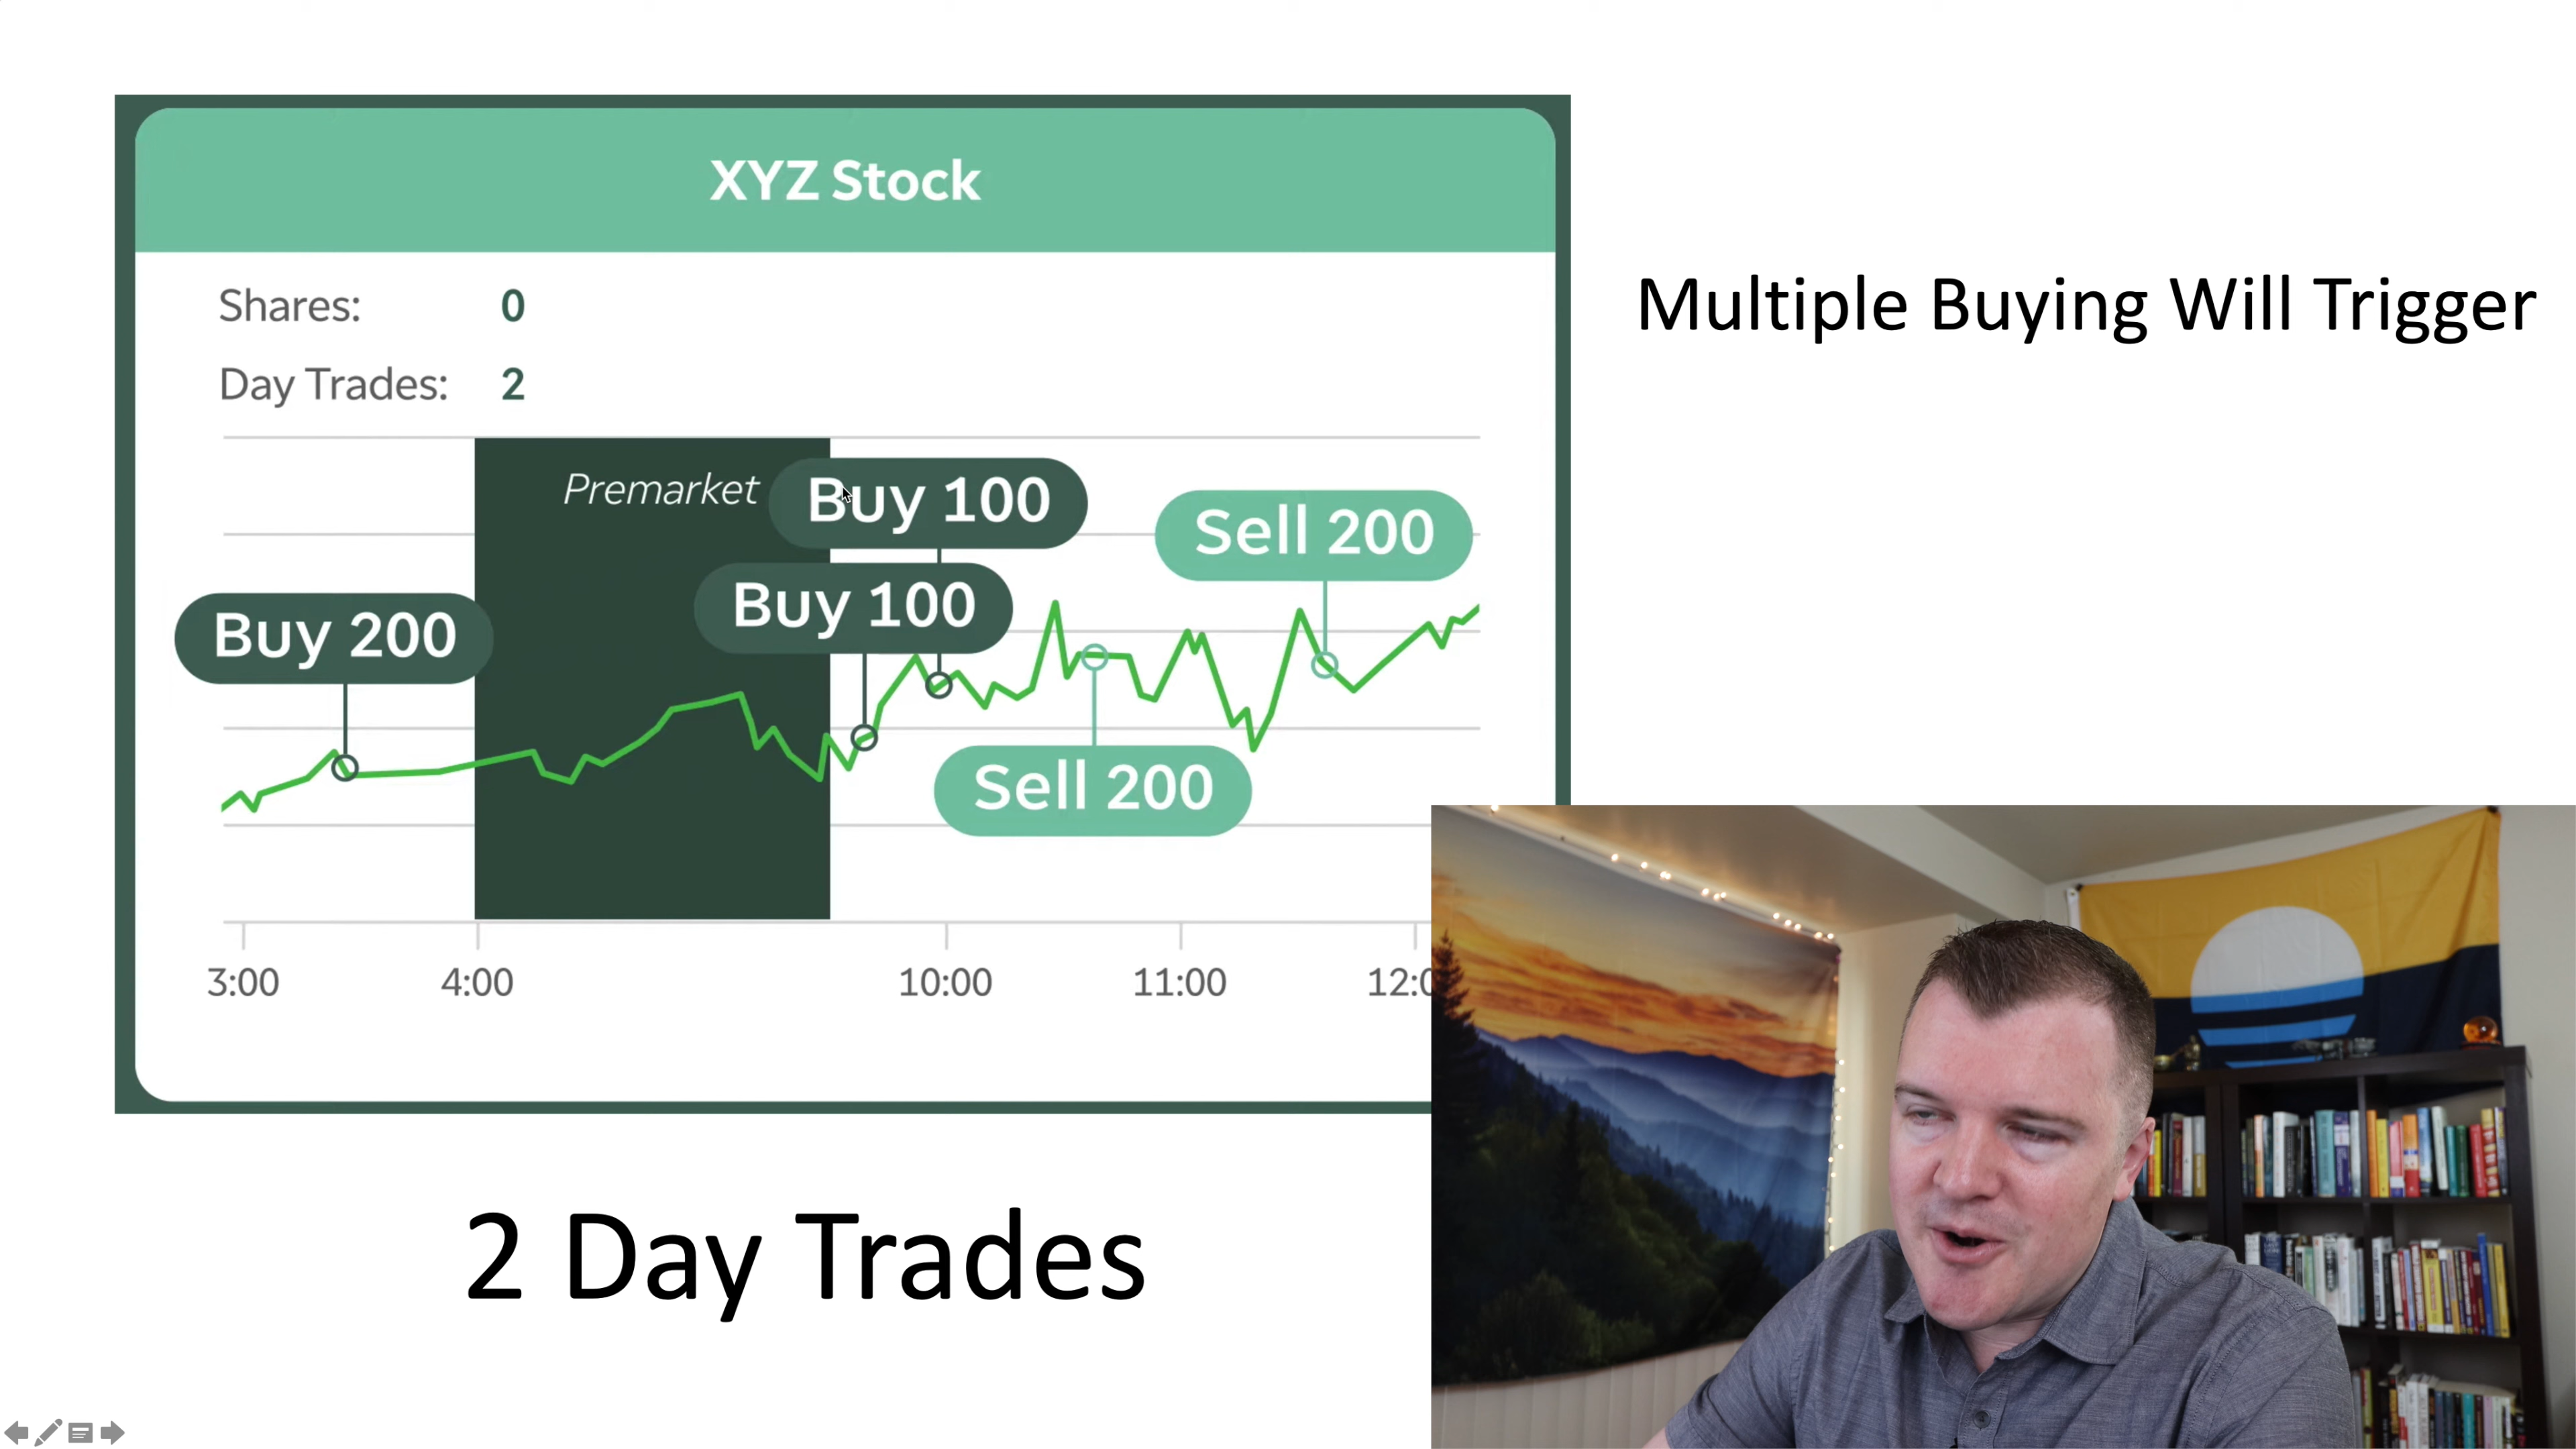 XYZ Stock
Shares: 0
Day Trades: 2
Multiple Buying Will Trigger
Premarket
Buy 100
Sell 200
Buy 100
Buy 200
Sell 200
3:00 4:00 10:00 11:00
2 Day Trades